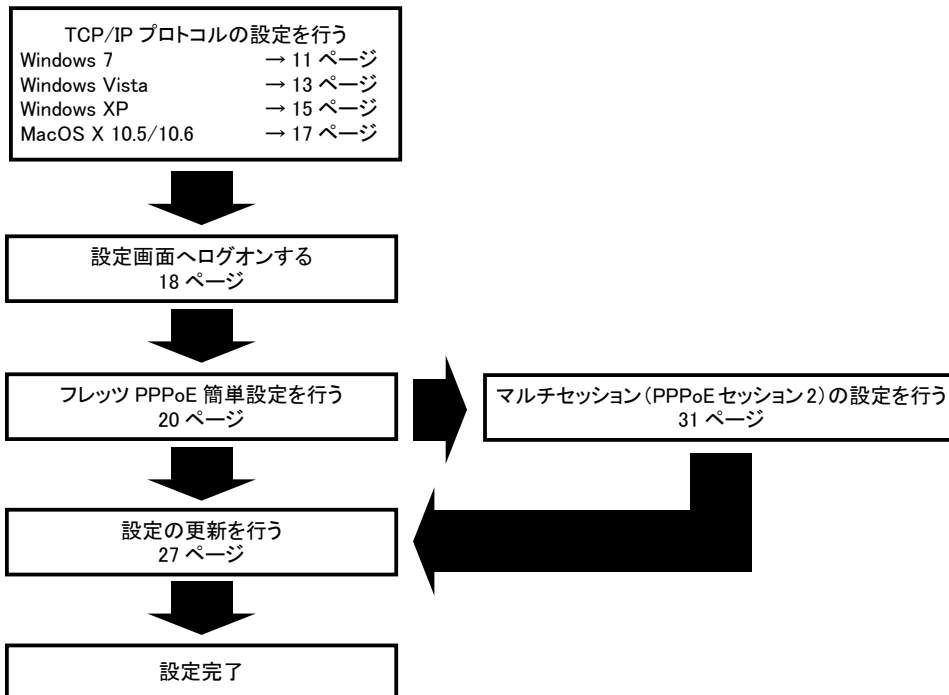 TCP/IP プロトコルの設定を行う
Windows 7 → 11 ページ
Windows Vista → 13 ページ
Windows XP → 15 ページ
MacOS X 10.5/10.6 → 17 ページ
設定画面へログオンする
18 ページ
フレッツ PPPoE 簡単設定を行う
20 ページ
マルチセッション(PPPoE セッション 2)の設定を行う
31 ページ
設定の更新を行う
27 ページ
設定完了